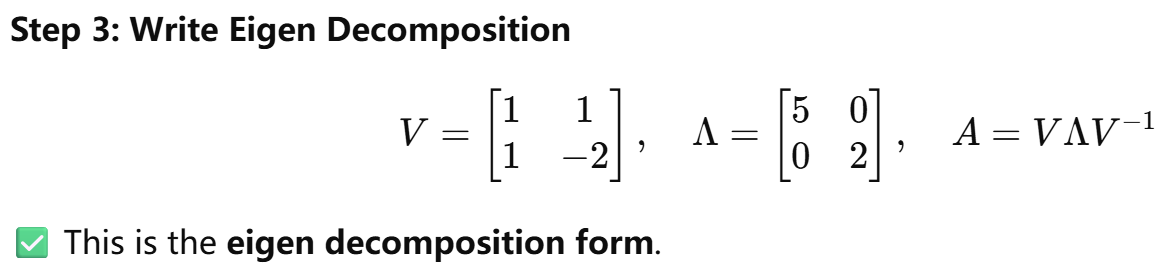 Step 3: Write Eigen Decomposition
V = [1 1; 1 −2], Λ = [5 0; 0 2], A = VΛV⁻¹
✅ This is the eigen decomposition form.